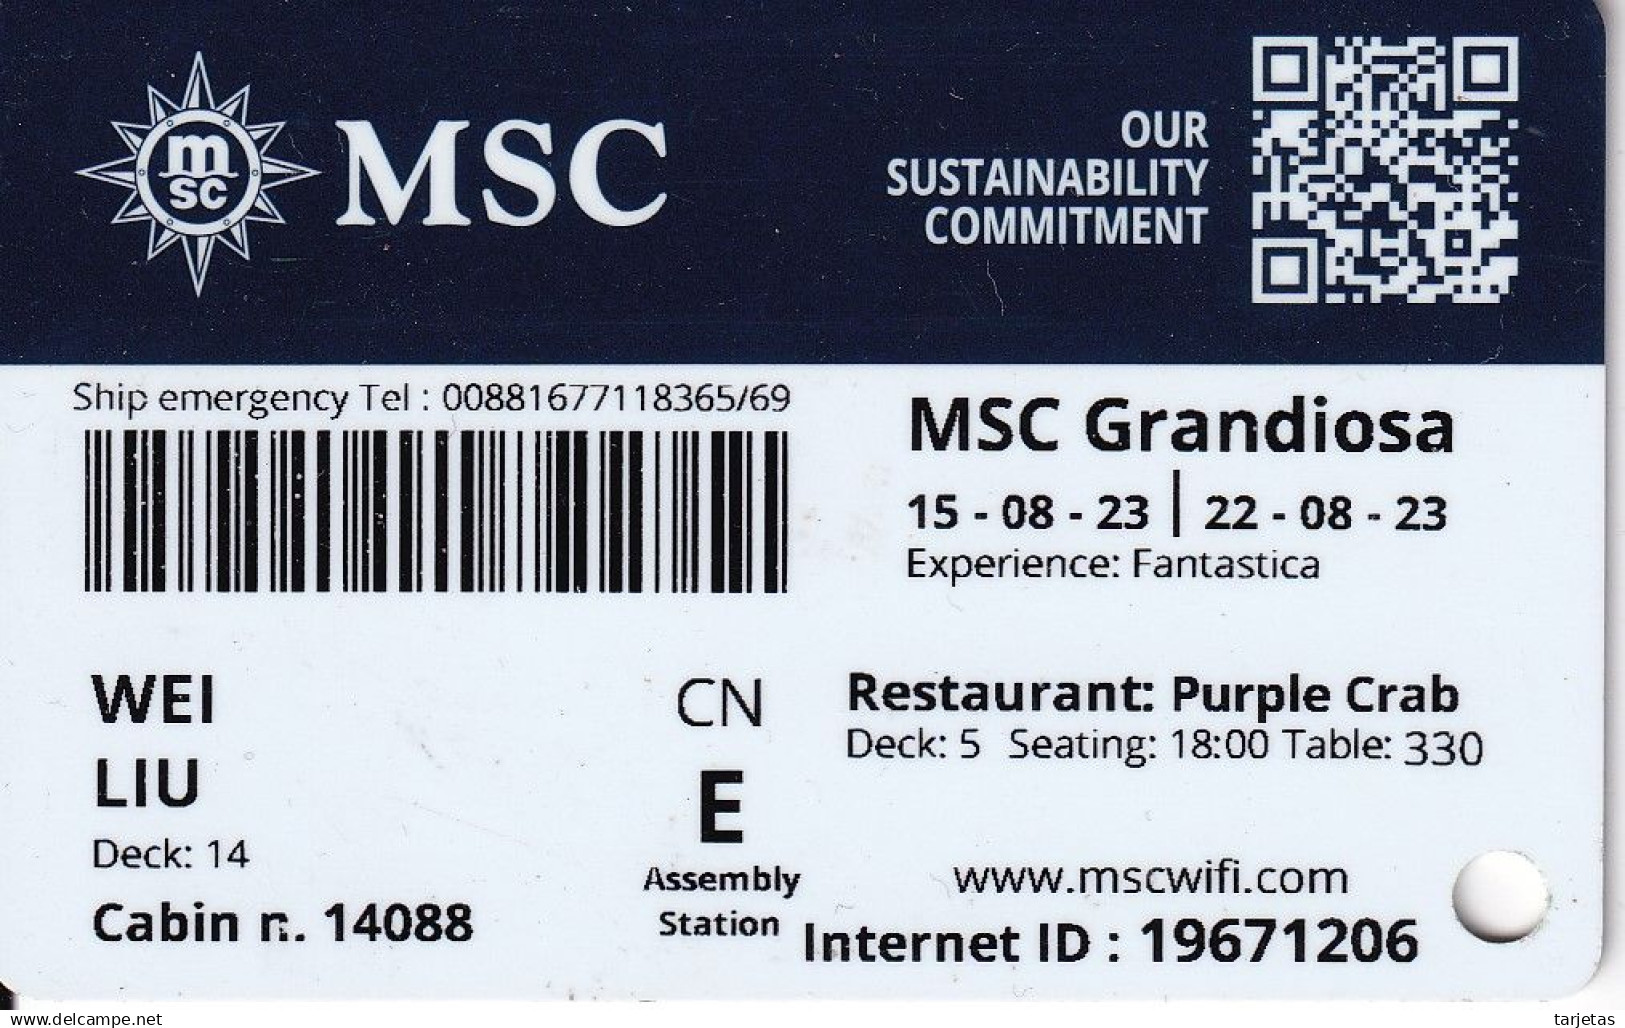 m
sc
MSC
OUR
SUSTAINABILITY
COMMITMENT
Ship emergency Tel : 00881677118365/69
MSC Grandiosa
15 - 08 - 23 | 22 - 08 - 23
Experience: Fantastica
WEI
LIU
Deck: 14
Cabin n. 14088
CN
E
Assembly
Station
Restaurant: Purple Crab
Deck: 5 Seating: 18:00 Table: 330
www.mscwifi.com
Internet ID : 19671206
www.delcampe.net
tarjetas